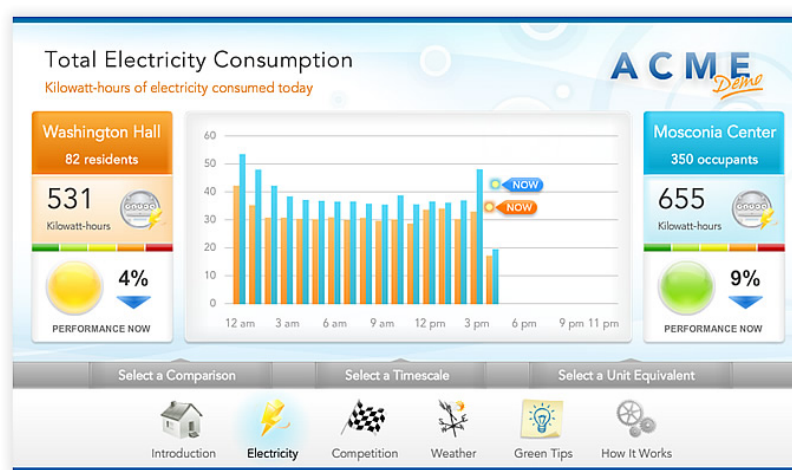 Total Electricity Consumption
Kilowatt-hours of electricity consumed today
ACME
Demo
Washington Hall
82 residents
531
Kilowatt-hours
4%
PERFORMANCE NOW
60
50
40
30
20
10
0
NOW
NOW
12 am 3 am 6 am 9 am 12 pm 3 pm 6 pm 9 pm 11 pm
Mosconia Center
350 occupants
655
Kilowatt-hours
9%
PERFORMANCE NOW
Select a Comparison
Select a Timescale
Select a Unit Equivalent
Introduction Electricity Competition Weather Green Tips How It Works